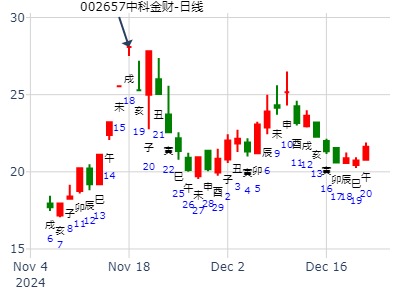 002657中科金财-日线
30
25
20
15
戌
6
亥
7
子
8
卯
11
辰
12
巳
13
午
14
未
15
戌
18
亥
19
子
20
丑
21
寅
22
巳
25
午
26
未
27
申
28
酉
29
子
2
丑
3
寅
4
卯
5
辰
6
未
9
申
10
酉
11
戌
12
亥
13
寅
16
卯
17
辰
18
巳
19
午
20
Nov 4
2024
Nov 18
Dec 2
Dec 16